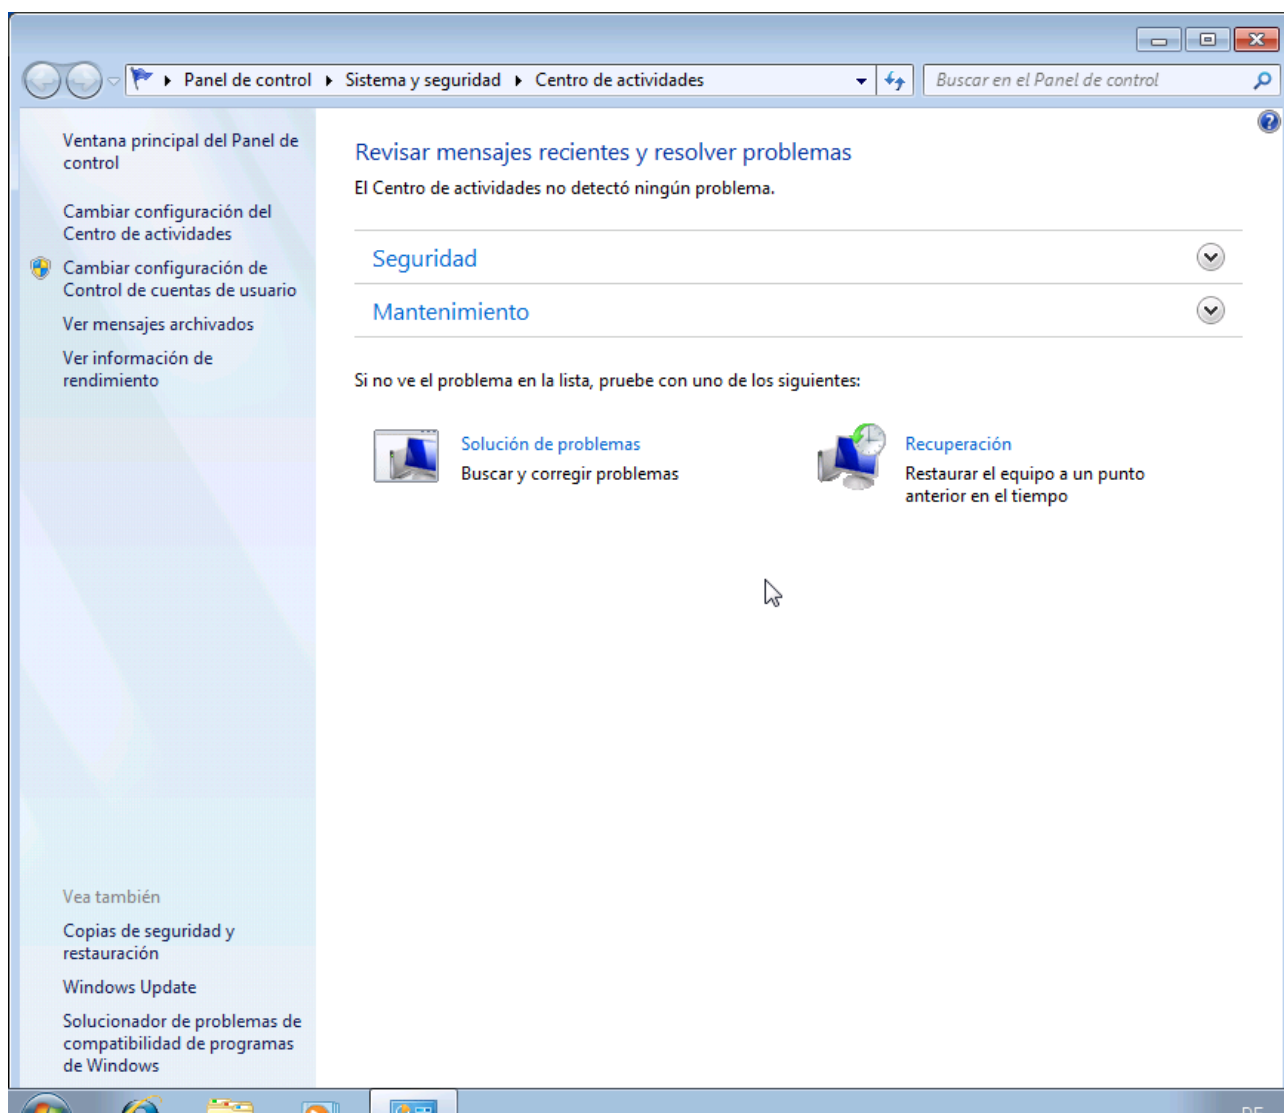 Panel de control Sistema y seguridad Centro de actividades
Buscar en el Panel de control
Ventana principal del Panel de
control
Cambiar configuración del
Centro de actividades
Cambiar configuración de
Control de cuentas de usuario
Ver mensajes archivados
Ver información de
rendimiento
Revisar mensajes recientes y resolver problemas
El Centro de actividades no detectó ningún problema.
Seguridad
Mantenimiento
Si no ve el problema en la lista, pruebe con uno de los siguientes:
Solución de problemas
Buscar y corregir problemas
Recuperación
Restaurar el equipo a un punto
anterior en el tiempo
Vea también
Copias de seguridad y
restauración
Windows Update
Solucionador de problemas de
compatibilidad de programas
de Windows